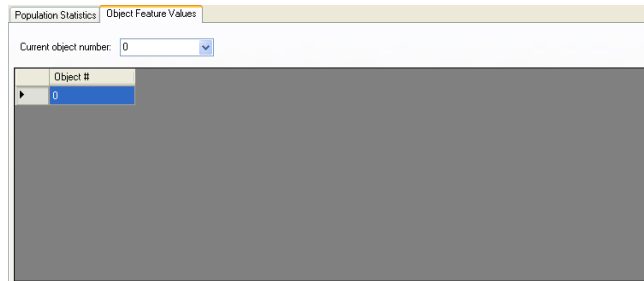 Population Statistics Object Feature Values
Current object number: 0
Object #
0